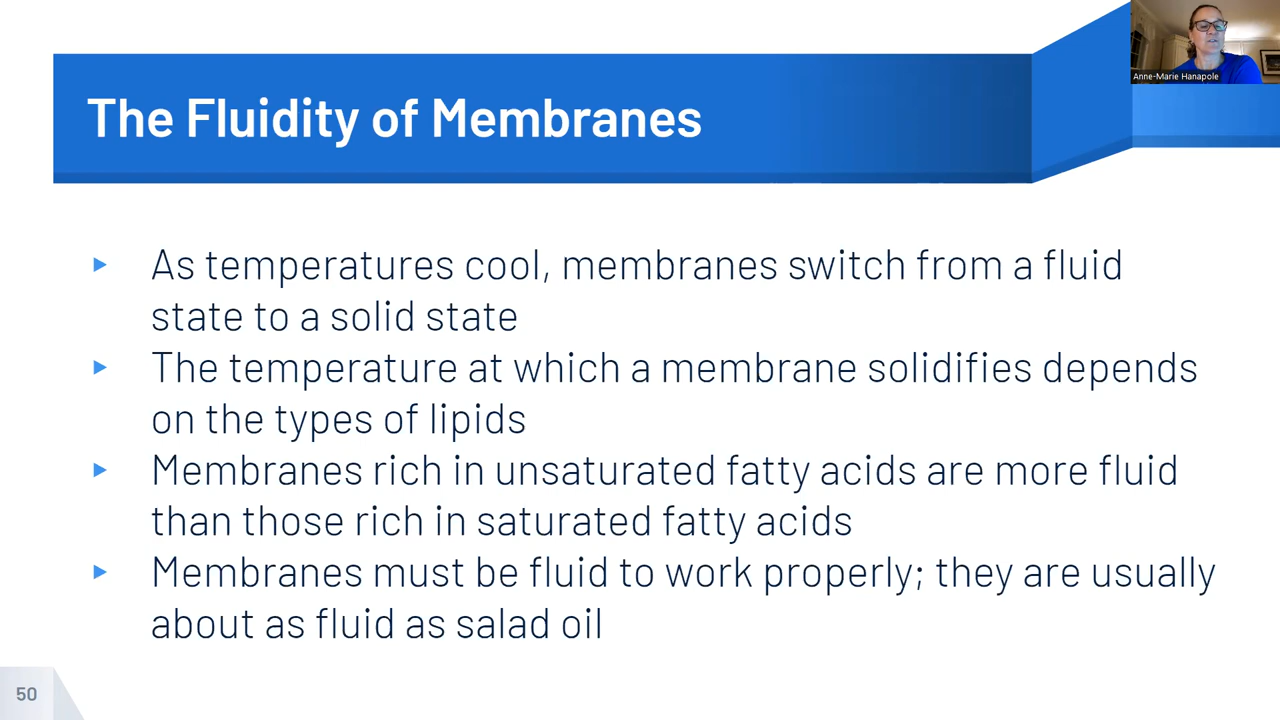 Anne-Marie Hanapole
The Fluidity of Membranes
As temperatures cool, membranes switch from a fluid
state to a solid state
The temperature at which a membrane solidifies depends
on the types of lipids
Membranes rich in unsaturated fatty acids are more fluid
than those rich in saturated fatty acids
Membranes must be fluid to work properly; they are usually
about as fluid as salad oil
50